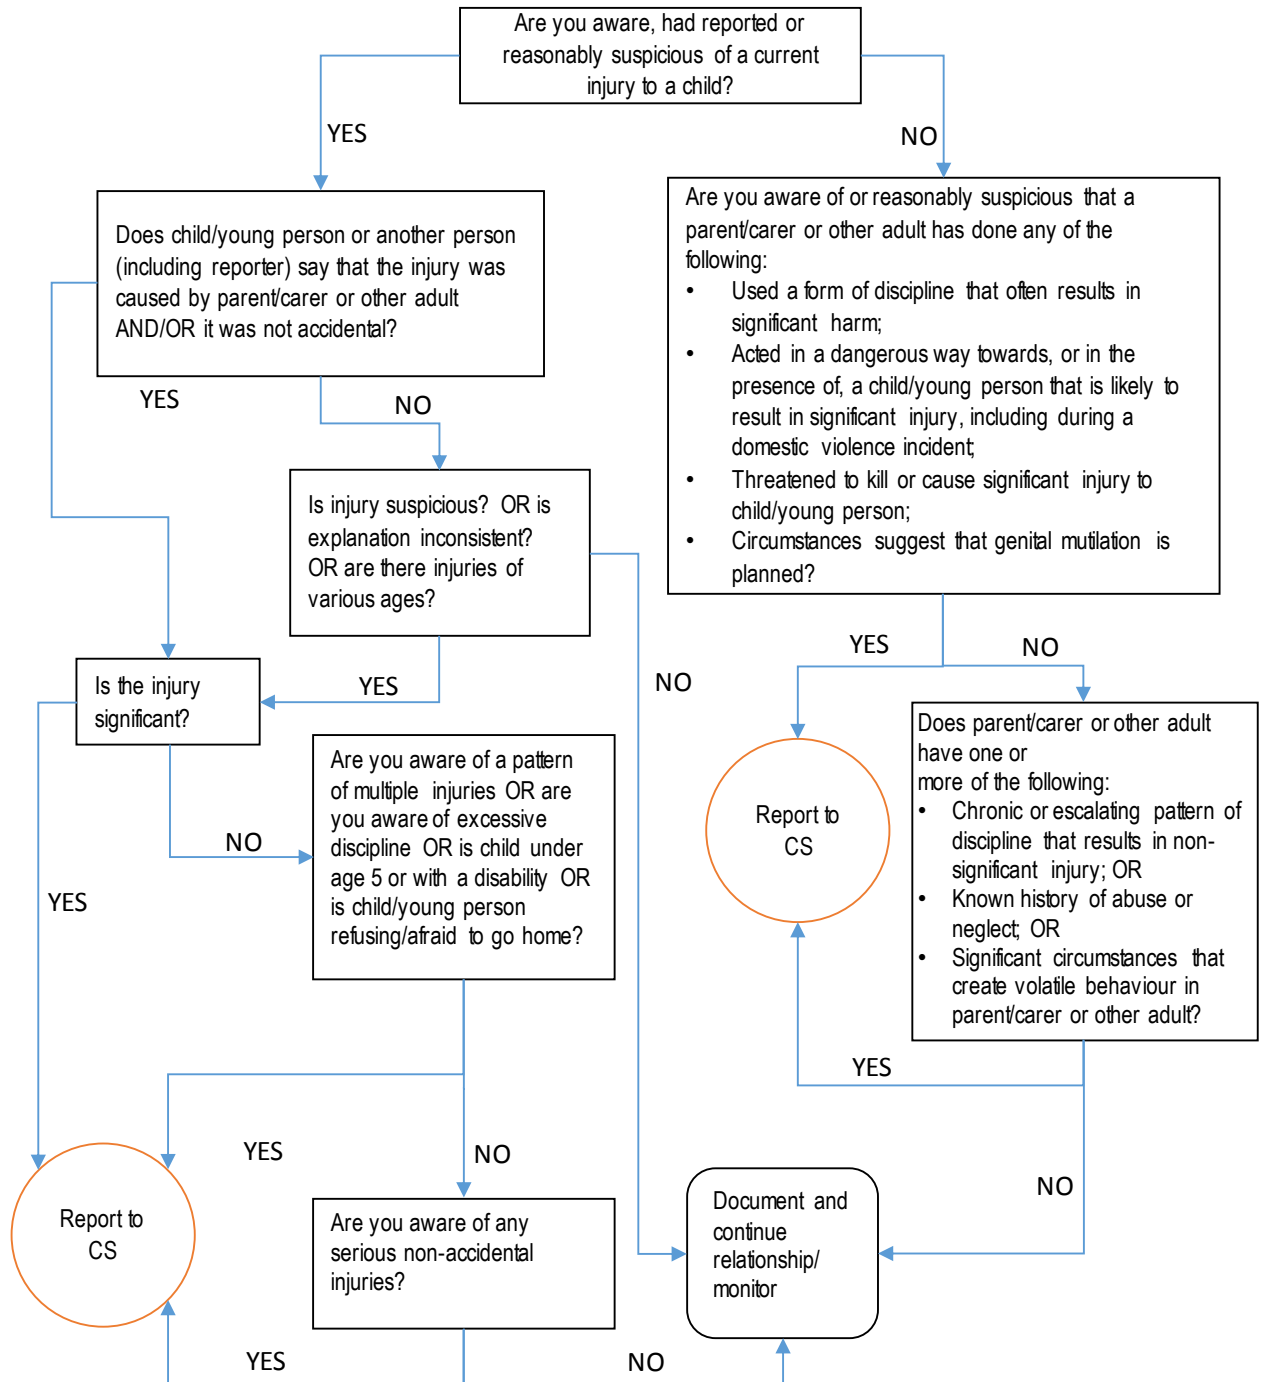 Are you aware, had reported or
reasonably suspicious of a current
injury to a child?
YES
NO
Does child/young person or another person
(including reporter) say that the injury was
caused by parent/carer or other adult
AND/OR it was not accidental?
Are you aware of or reasonably suspicious that a
parent/carer or other adult has done any of the
following:
• Used a form of discipline that often results in
significant harm;
• Acted in a dangerous way towards, or in the
presence of, a child/young person that is likely to
result in significant injury, including during a
domestic violence incident;
• Threatened to kill or cause significant injury to
child/young person;
• Circumstances suggest that genital mutilation is
planned?
YES
NO
Is injury suspicious? OR is
explanation inconsistent?
OR are there injuries of
various ages?
YES
NO
YES
NO
Is the injury
significant?
Does parent/carer or other adult
have one or
more of the following:
• Chronic or escalating pattern of
discipline that results in non-
significant injury; OR
• Known history of abuse or
neglect; OR
• Significant circumstances that
create volatile behaviour in
parent/carer or other adult?
Are you aware of a pattern
of multiple injuries OR are
you aware of excessive
discipline OR is child under
age 5 or with a disability OR
is child/young person
refusing/afraid to go home?
Report to
CS
NO
YES
YES
YES
NO
NO
Report to
CS
Are you aware of any
serious non-accidental
injuries?
Document and
continue
relationship/
monitor
YES
NO